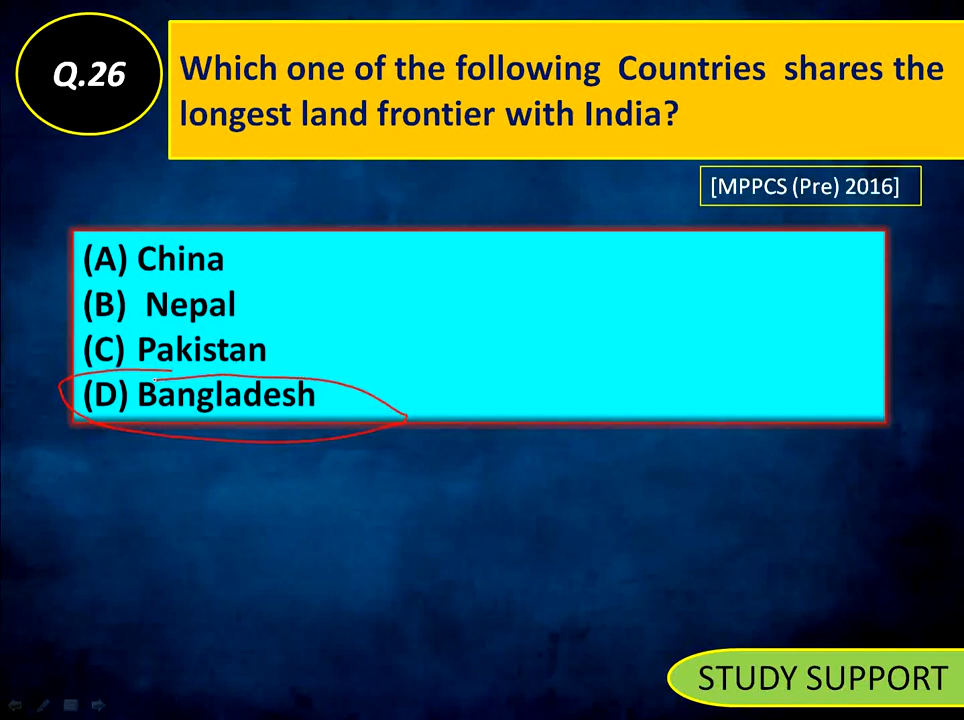 Q.26
Which one of the following Countries shares the
longest land frontier with India?
[MPPCS (Pre) 2016]
(A) China
(B) Nepal
(C) Pakistan
(D) Bangladesh
STUDY SUPPORT